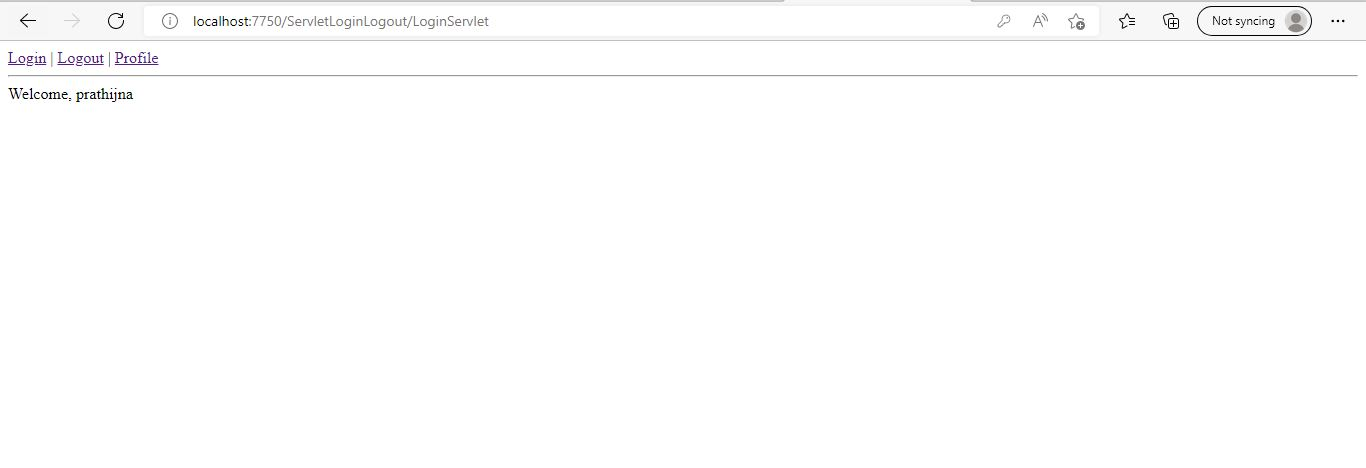 localhost:7750/ServletLoginLogout/LoginServlet
Not syncing
Login | Logout | Profile
Welcome, prathijna